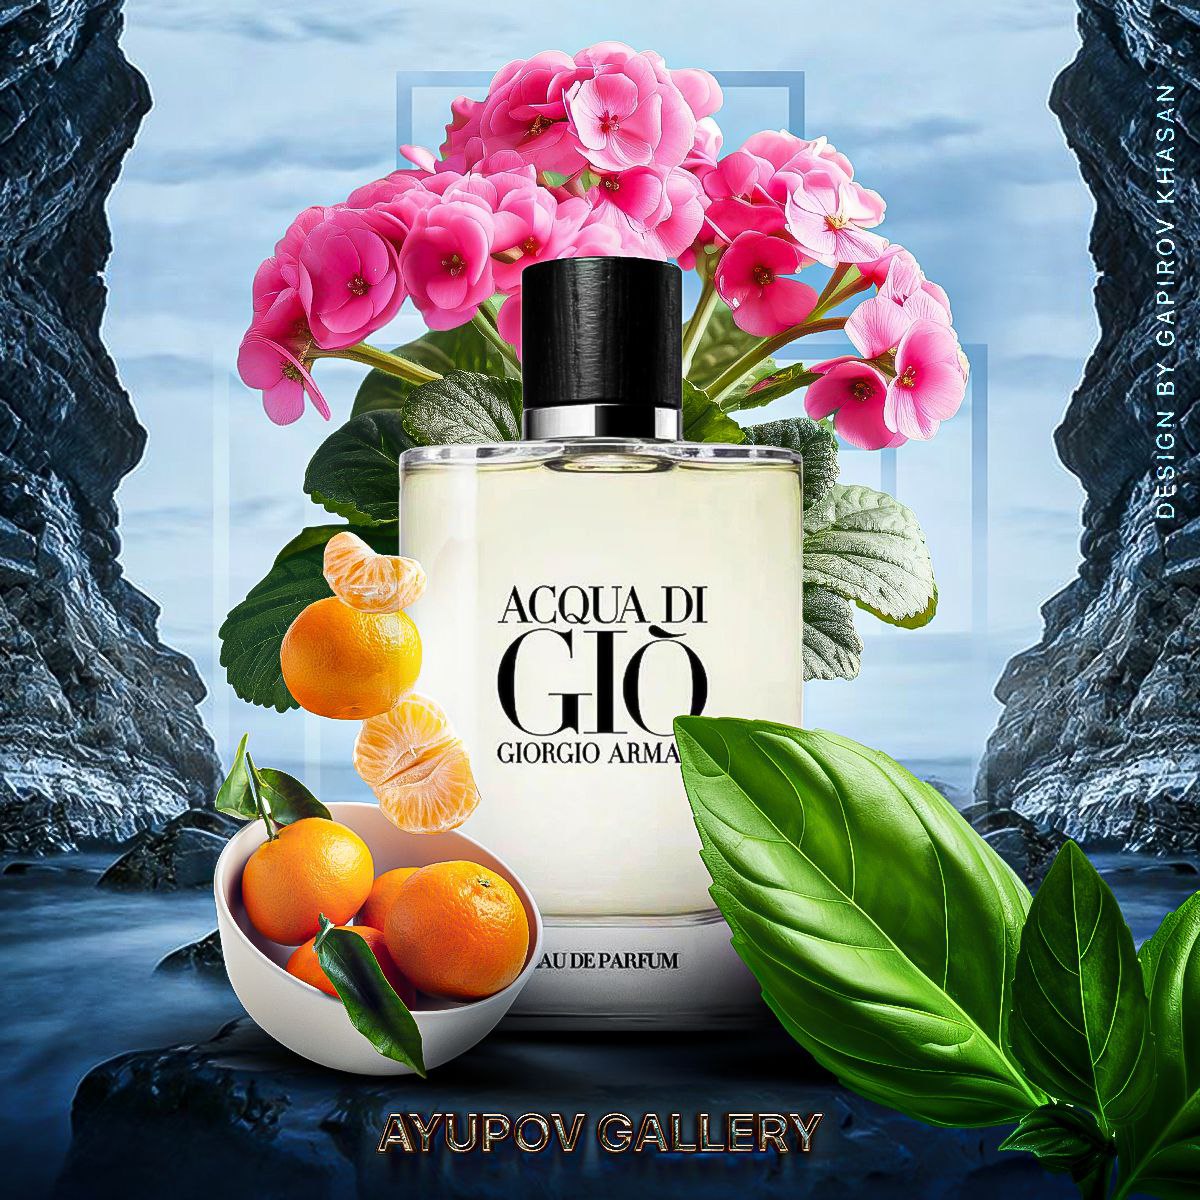 DESIGN BY GAPIROV KHASAN
ACQUA DI
GIÒ
GIORGIO ARMA
AU DE PARFUM
AYUPOV GALLERY